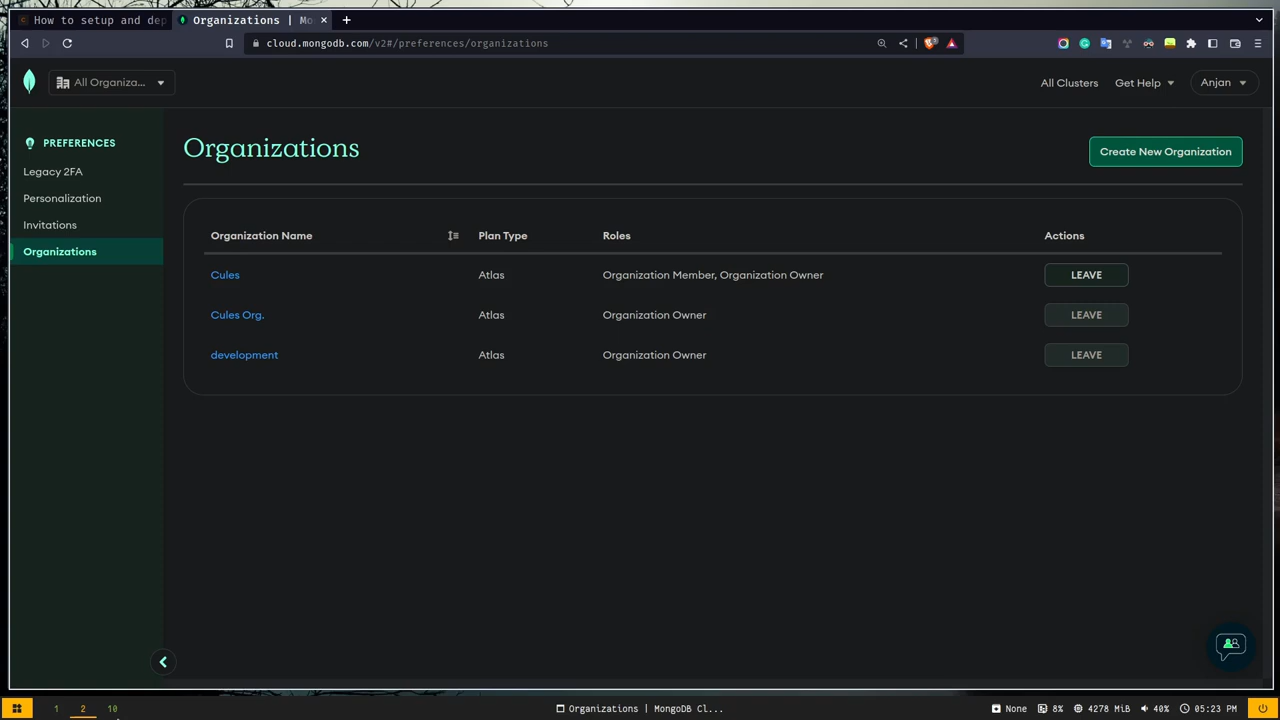 How to setup and dep
Organizations | Mo
cloud.mongodb.com/v2#/preferences/organizations
All Organiza...
All Clusters
Get Help
Anjan
PREFERENCES
Legacy 2FA
Personalization
Invitations
Organizations
Organizations
Create New Organization
Organization Name Plan Type Roles Actions
Cules Atlas Organization Member, Organization Owner LEAVE
Cules Org. Atlas Organization Owner LEAVE
development Atlas Organization Owner LEAVE
1 2 10
Organizations | MongoDB Cl...
None 8% 4278 MiB 40% 05:23 PM